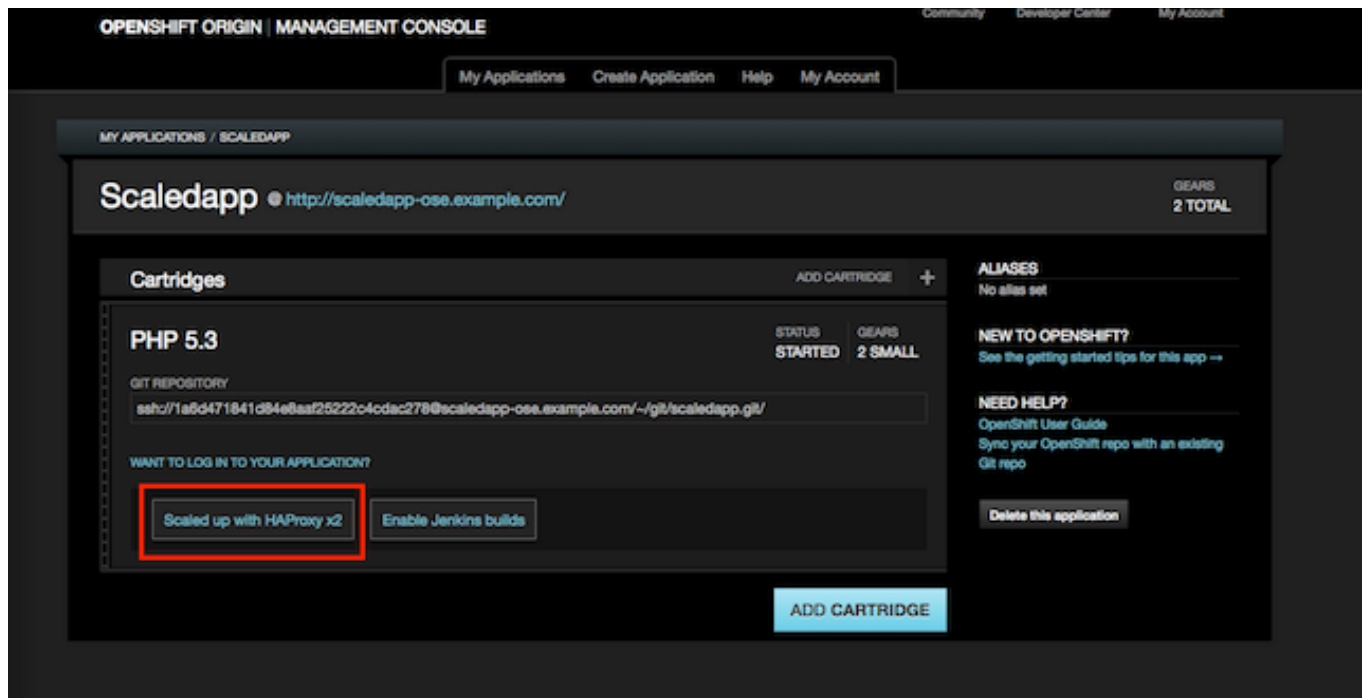 Community Developer Center My Account
OPENSHIFT ORIGIN | MANAGEMENT CONSOLE
My Applications Create Application Help My Account
MY APPLICATIONS / SCALEDAPP
Scaledapp @ http://scaledapp-ose.example.com/
GEARS
2 TOTAL
Cartridges
ADD CARTRIDGE +
PHP 5.3
STATUS
STARTED
GEARS
2 SMALL
GIT REPOSITORY
ssh://1a6d471841d84e8aaf25222c4cdac278@scaledapp-ose.example.com/~/git/scaledapp.git/
WANT TO LOG IN TO YOUR APPLICATION?
Scaled up with HAProxy x2
Enable Jenkins builds
ADD CARTRIDGE
ALIASES
No alias set
NEW TO OPENSHIFT?
See the getting started tips for this app →
NEED HELP?
OpenShift User Guide
Sync your OpenShift repo with an existing
Git repo
Delete this application